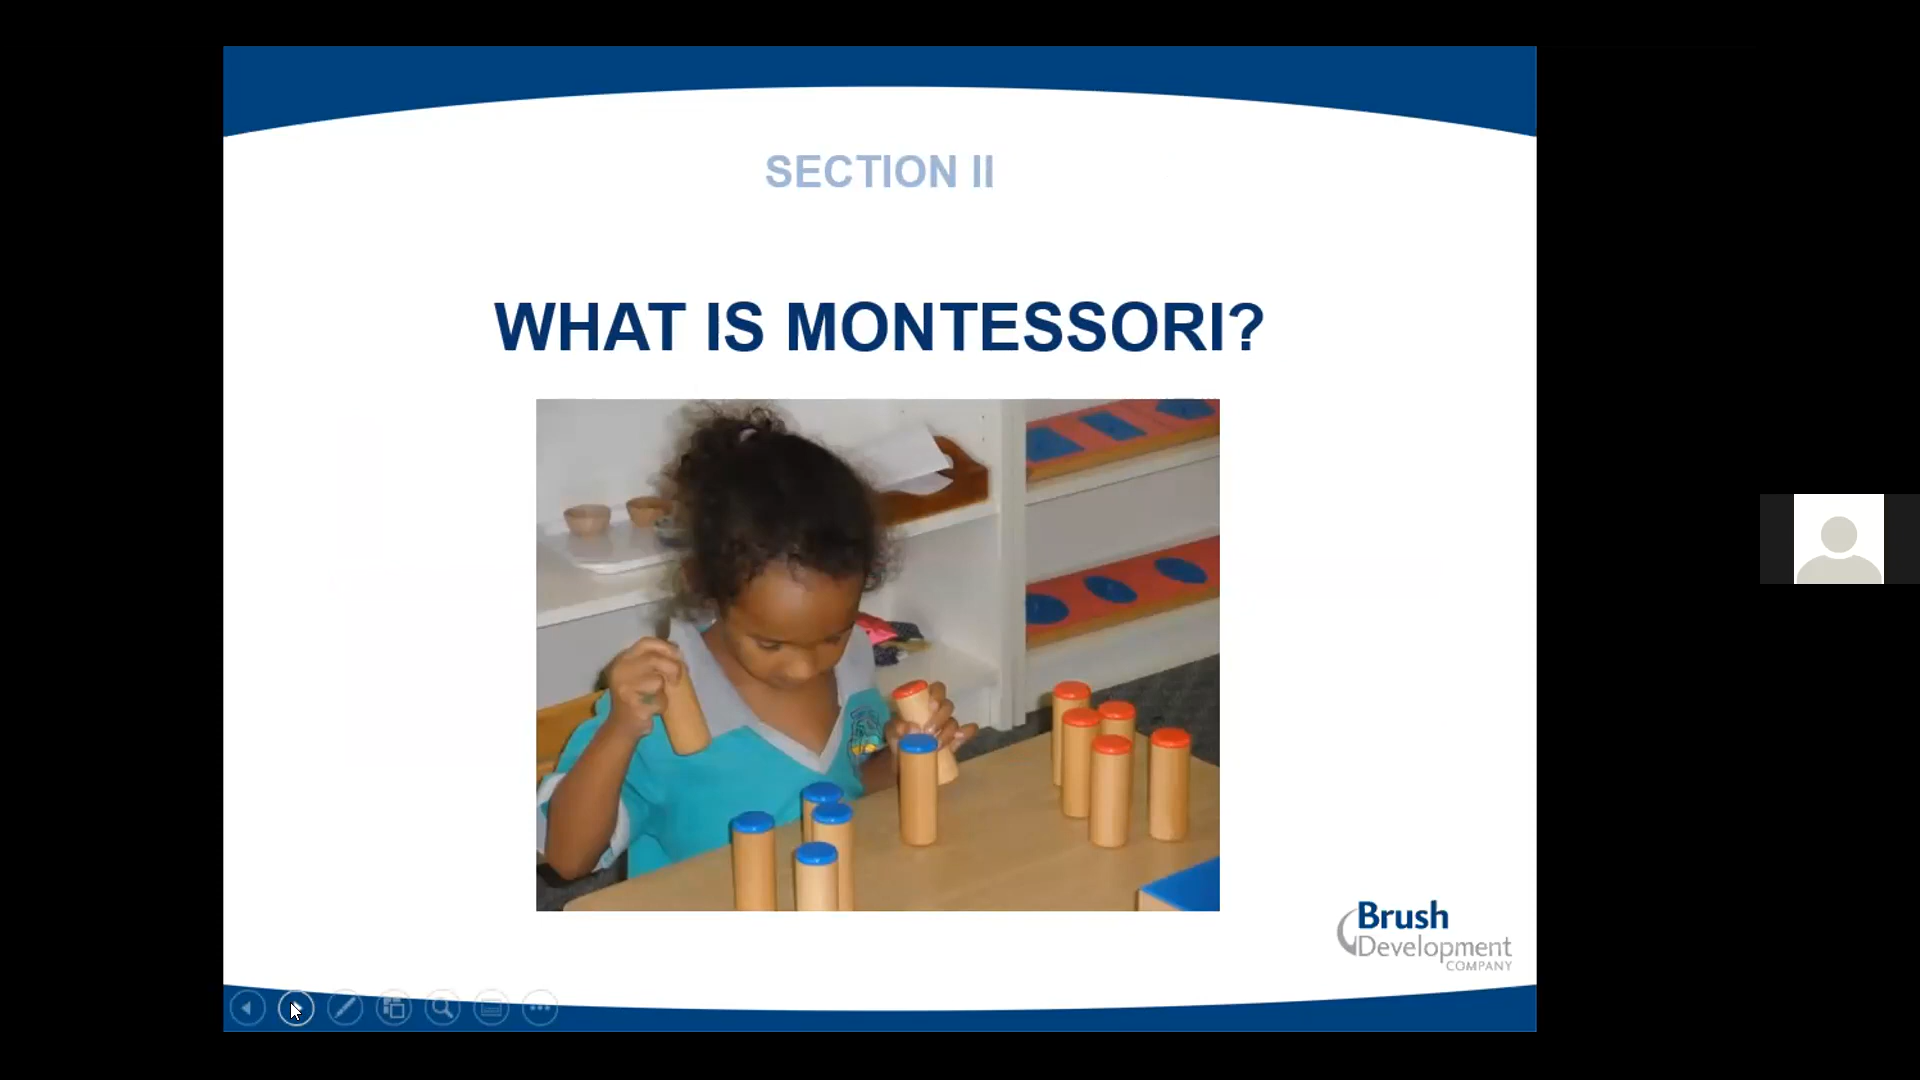 SECTION II
WHAT IS MONTESSORI?
Brush
Development
COMPANY